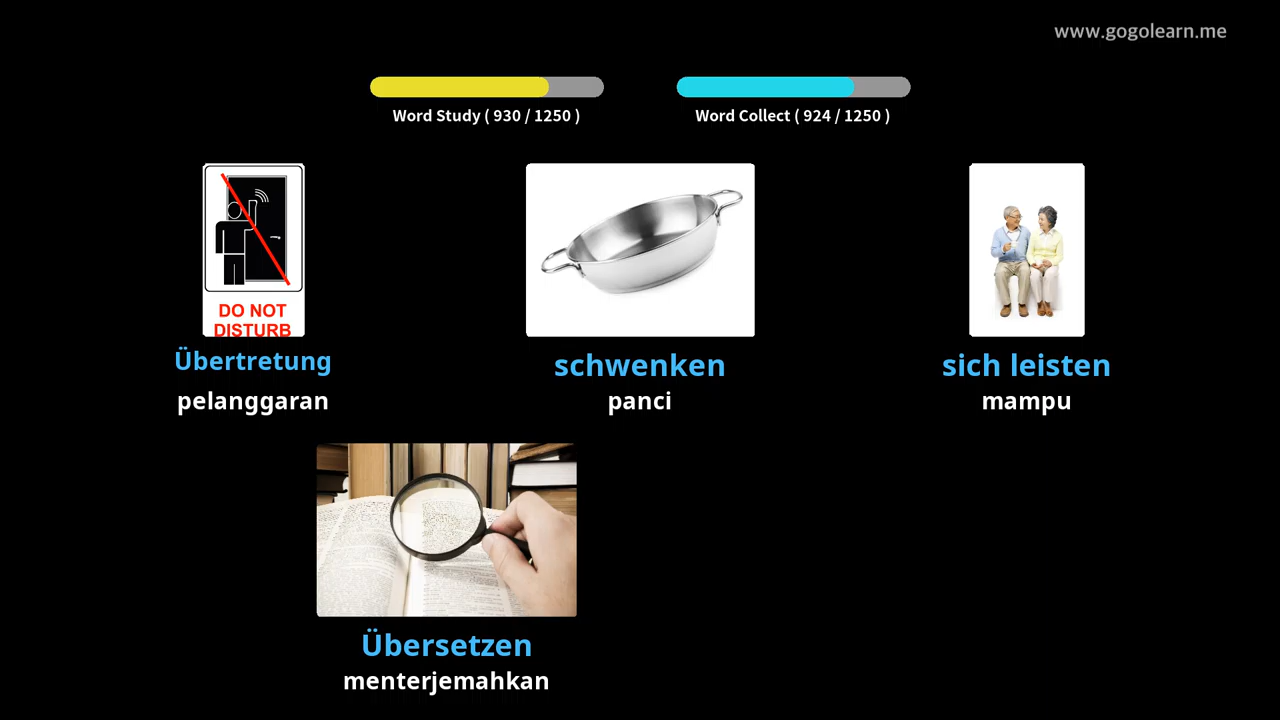 www.gogolearn.me
Word Study ( 930 / 1250 )
Word Collect ( 924 / 1250 )
DO NOT
DISTURB
Übertretung
pelanggaran
schwenken
panci
sich leisten
mampu
Übersetzen
menterjemahkan